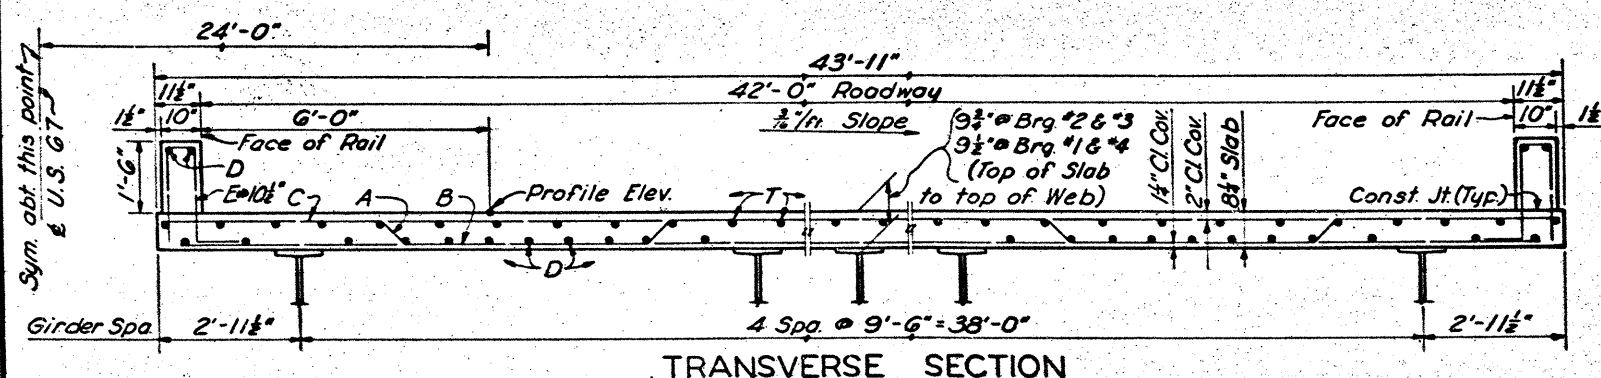 24'-0"
43'-11"
11½"
42'-0" Roadway
11½"
1½"
10"
6'-0"
3/16"/ft. Slope
9¾" @ Brg. #2 & #3
9½" @ Brg. #1 & #4
(Top of Slab
to top of Web)
1½" Cl. Cov.
2" Cl. Cov.
8¼" Slab
Face of Rail
10"
1½"
Face of Rail
Sym. abt. this point
℄ U.S. 67
1'-6"
D
E@10½"
C
A
B
Profile Elev.
T
Const. Jt. (Typ.)
D
Girder Spa.
2'-11½"
4 Spa. @ 9'-6" = 38'-0"
2'-11½"
TRANSVERSE SECTION